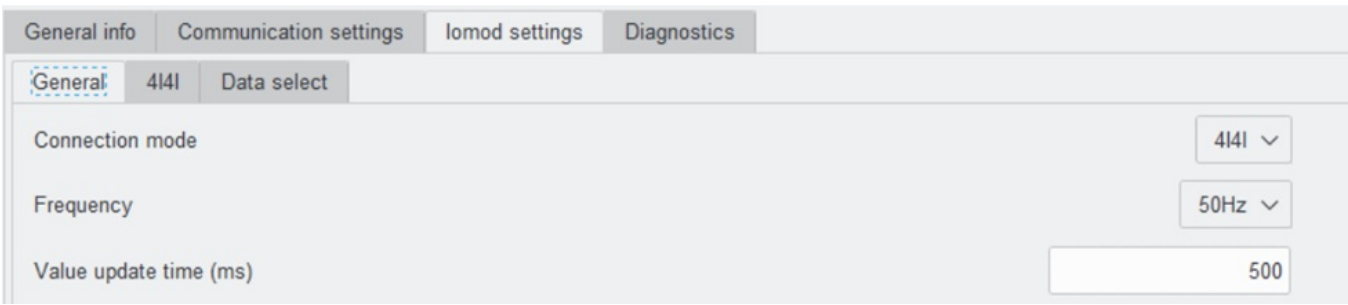 General info Communication settings Iomod settings Diagnostics
General 4I4I Data select
Connection mode 4I4I
Frequency 50Hz
Value update time (ms) 500